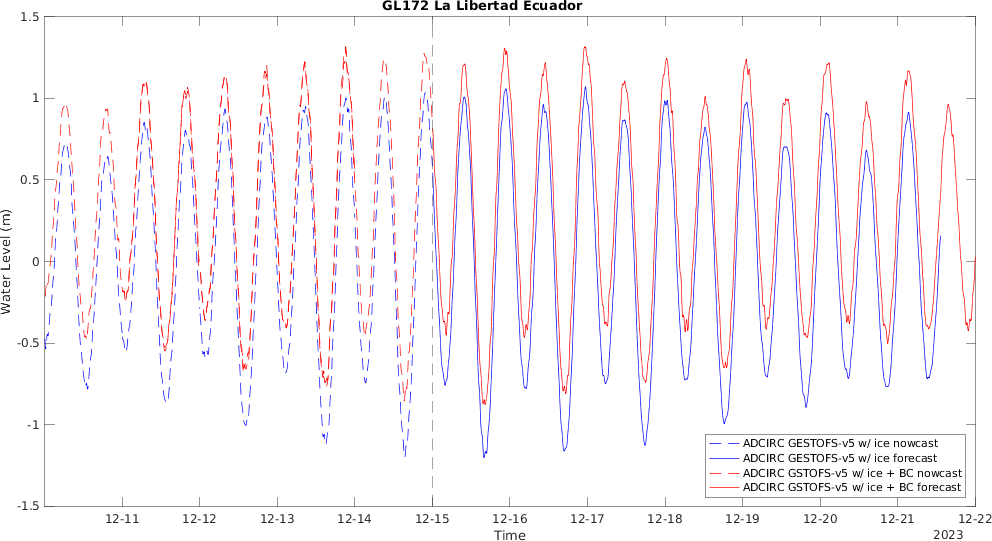 GL172 La Libertad Ecuador
1.5
1
0.5
0
-0.5
-1
-1.5
Water Level (m)
ADCIRC GESTOFS-v5 w/ ice nowcast
ADCIRC GESTOFS-v5 w/ ice forecast
ADCIRC GSTOFS-v5 w/ ice + BC nowcast
ADCIRC GSTOFS-v5 w/ ice + BC forecast
12-11 12-12 12-13 12-14 12-15 12-16 12-17 12-18 12-19 12-20 12-21 12-22
Time
2023